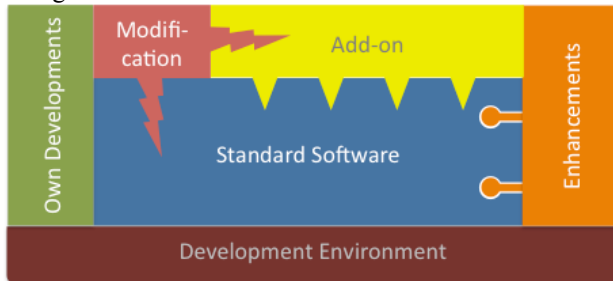 Own Developments
Modifi-
cation
Add-on
Standard Software
Enhancements
Development Environment